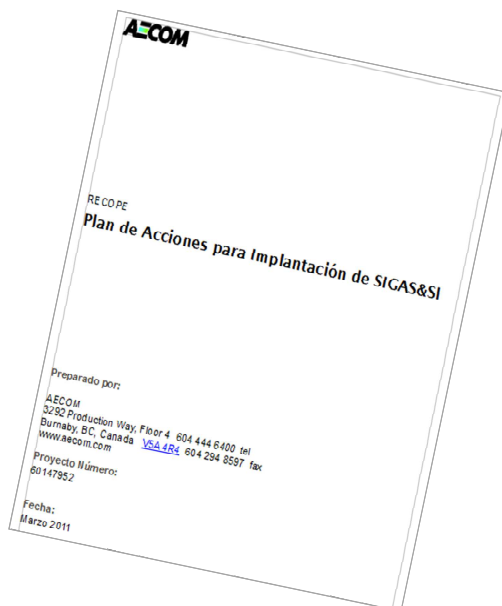 AECOM
RECOPE
Plan de Acciones para Implantación de SIGAS&SI
Preparado por:
AECOM
3292 Production Way, Floor 4 604 444 6400 tel
Burnaby, BC, Canada V5A 4R4 604 294 8597 fax
www.aecom.com
Proyecto Número:
60147952
Fecha:
Marzo 2011